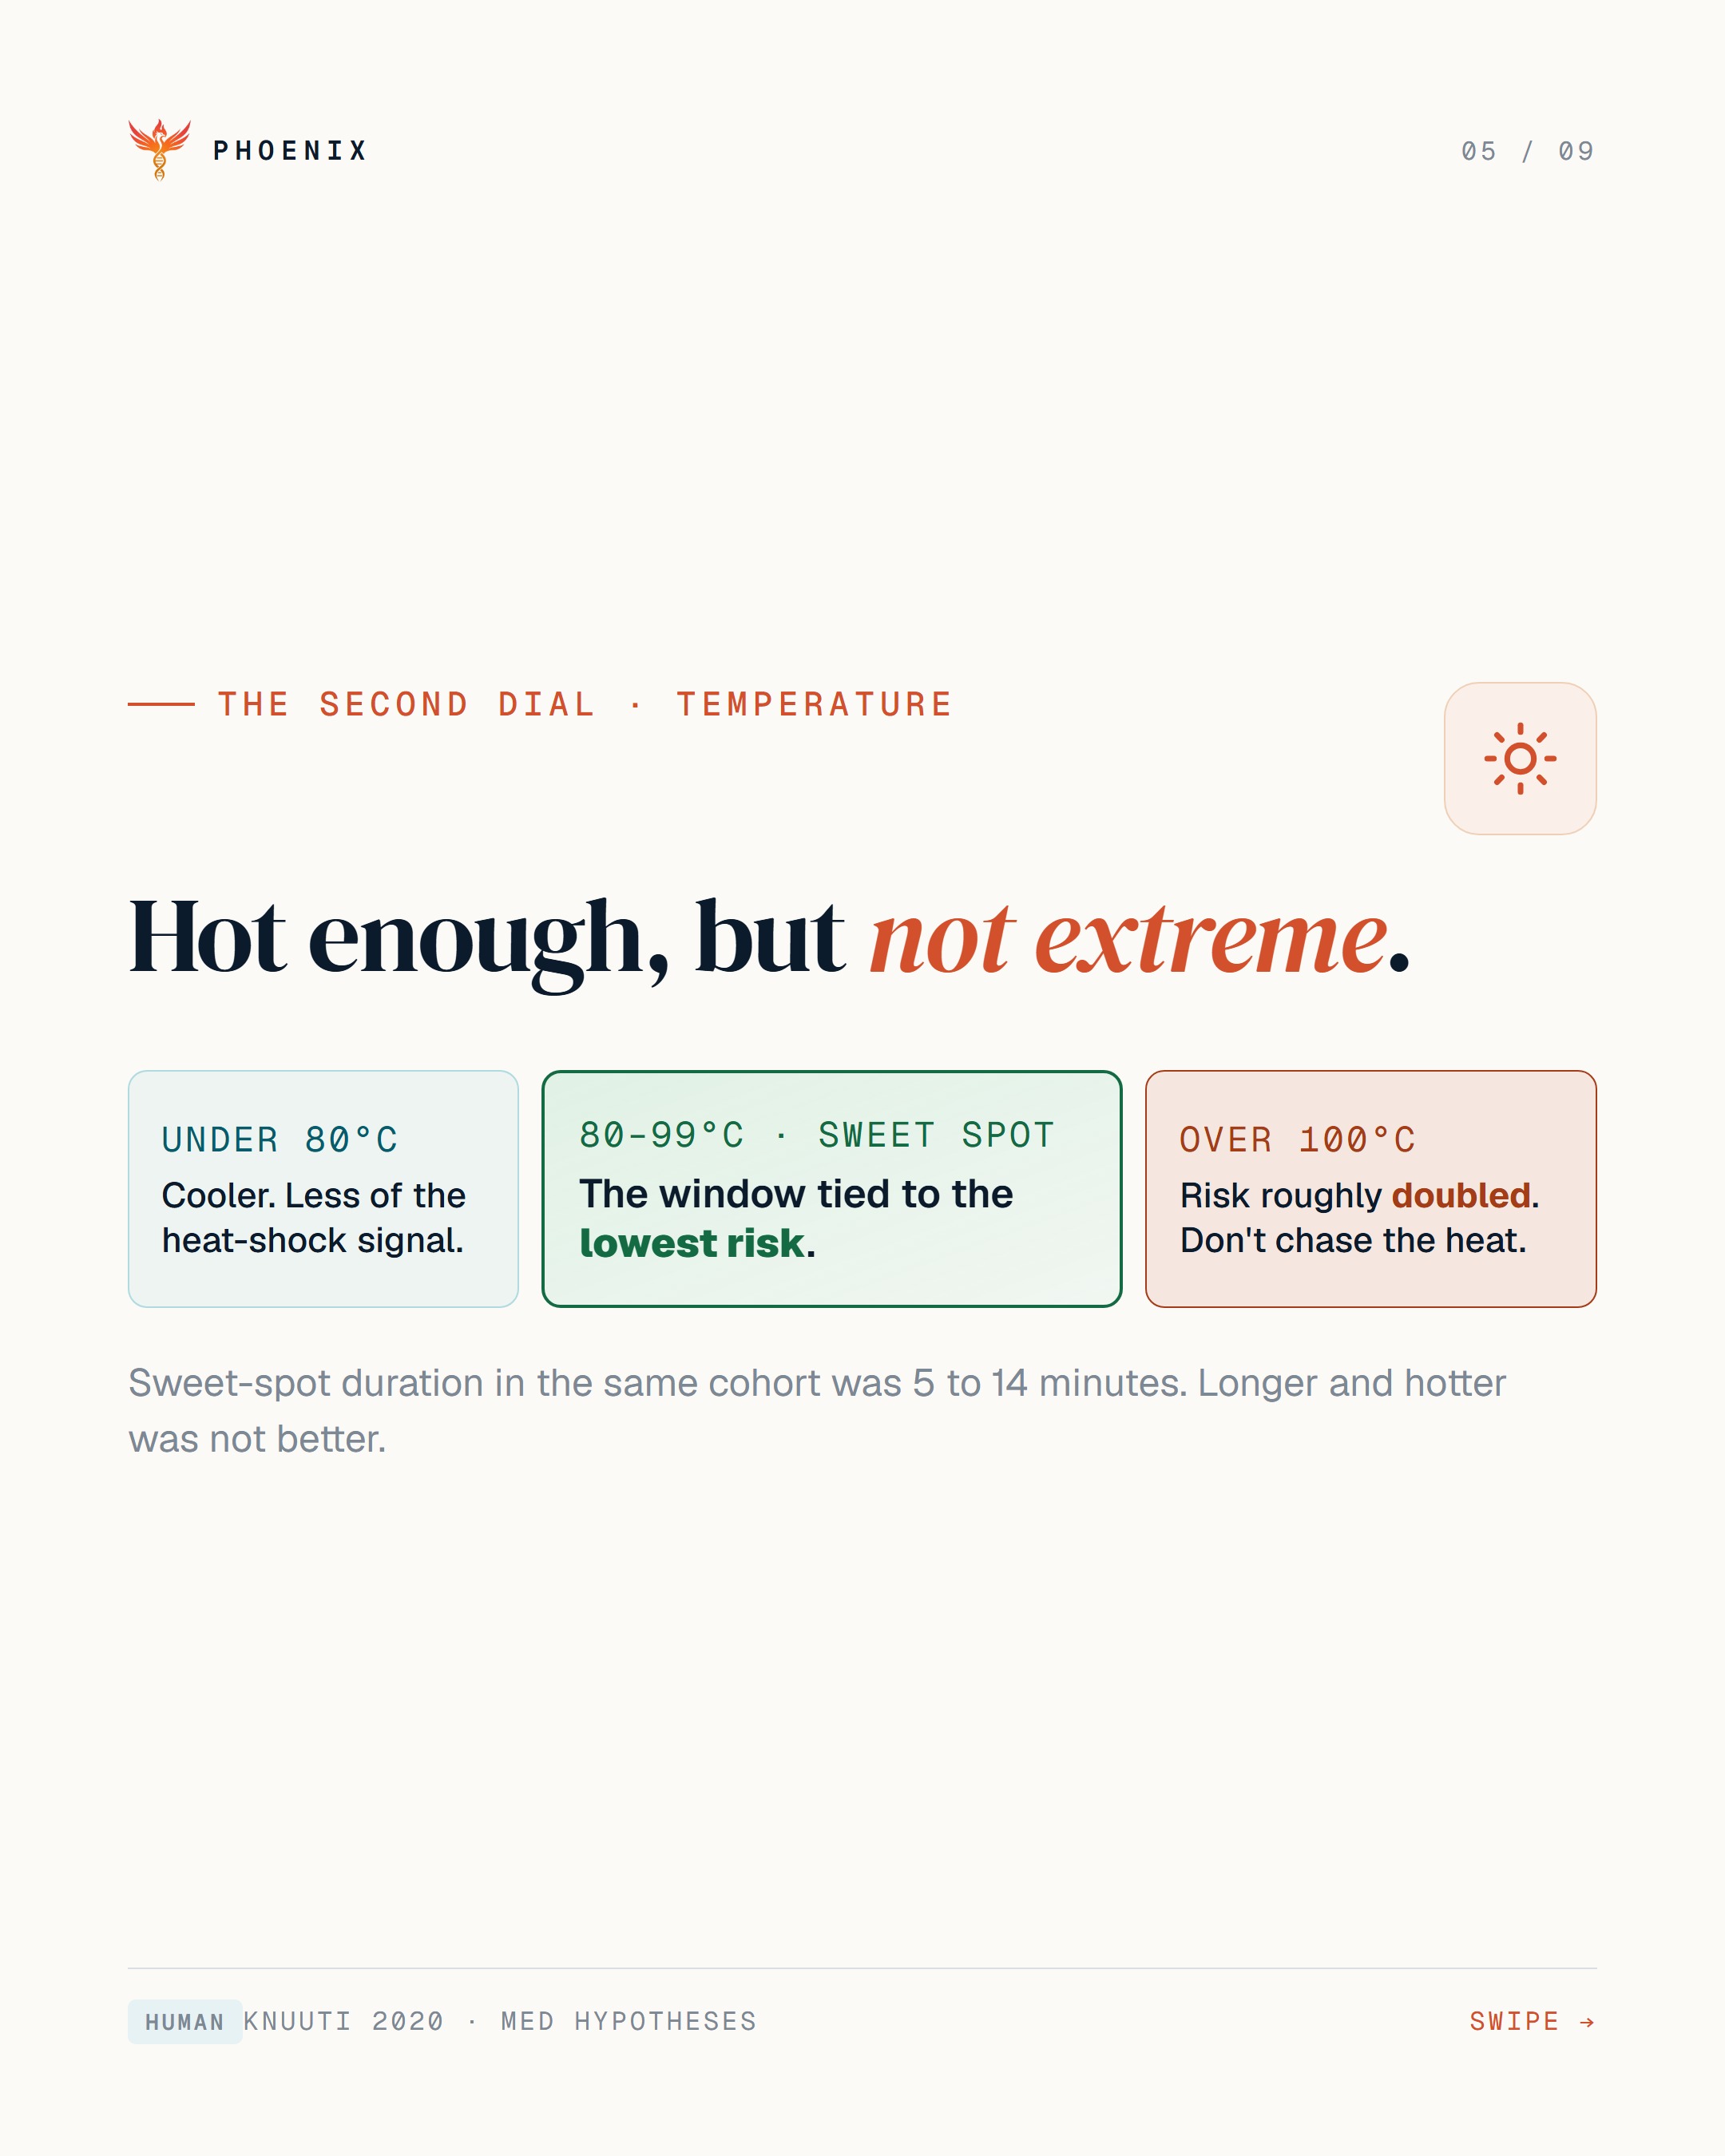 PHOENIX
05 / 09
THE SECOND DIAL · TEMPERATURE
Hot enough, but not extreme.
UNDER 80°C
Cooler. Less of the
heat-shock signal.
80–99°C · SWEET SPOT
The window tied to the
lowest risk.
OVER 100°C
Risk roughly doubled.
Don't chase the heat.
Sweet-spot duration in the same cohort was 5 to 14 minutes. Longer and hotter
was not better.
HUMAN KNUUTI 2020 · MED HYPOTHESES
SWIPE →